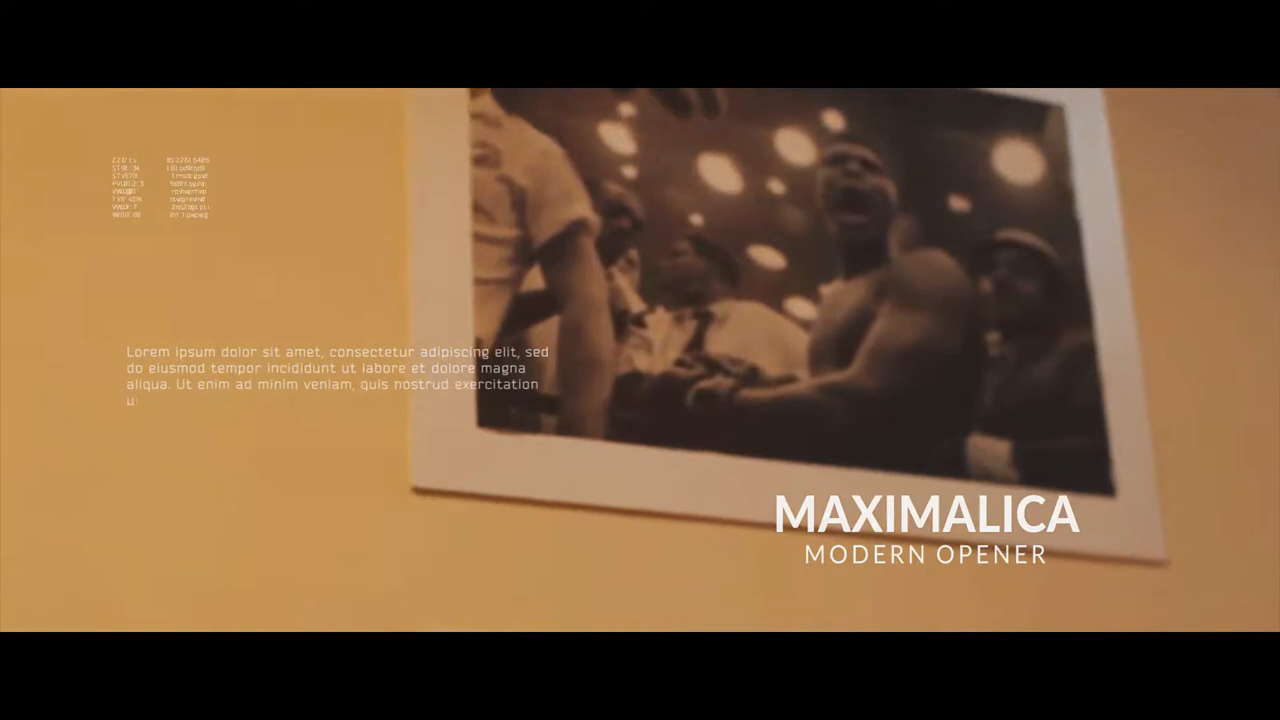 Lorem ipsum dolor sit amet, consectetur adipiscing elit, sed
do eiusmod tempor incididunt ut labore et dolore magna
aliqua. Ut enim ad minim veniam, quis nostrud exercitation
u
MAXIMALICA
MODERN OPENER